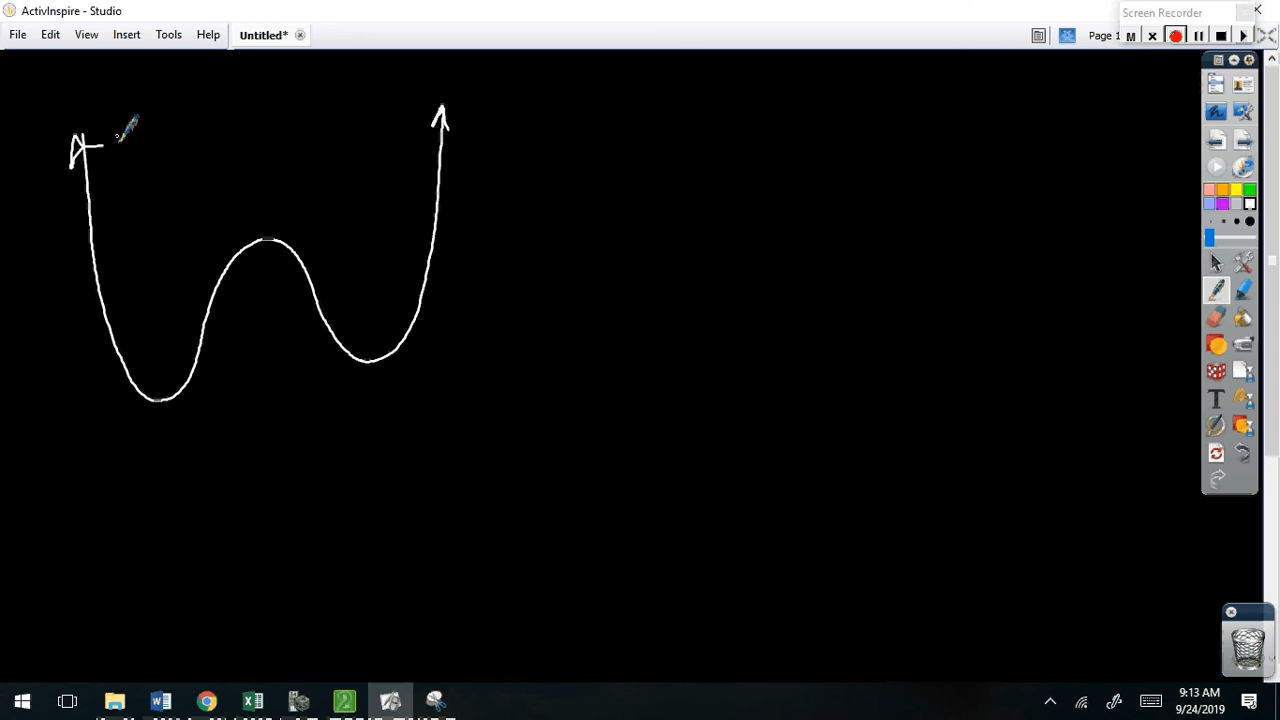 ActivInspire - Studio
Screen Recorder
File Edit View Insert Tools Help Untitled*
Page 1
M
T
2
9:13 AM
9/24/2019